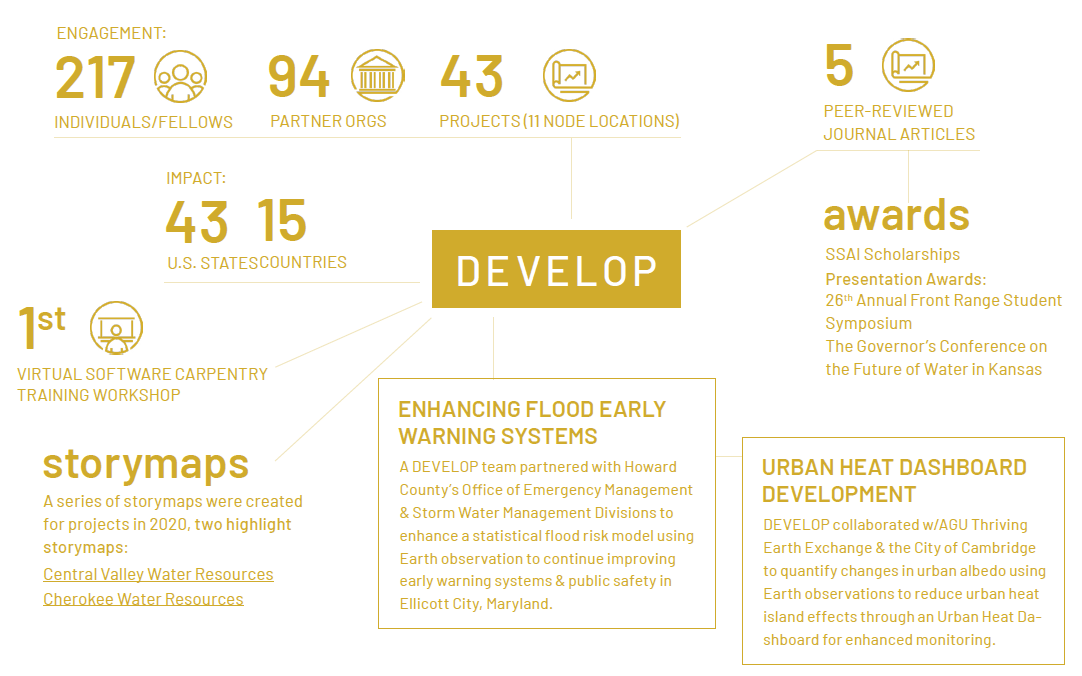 ENGAGEMENT:
217
INDIVIDUALS/FELLOWS
94
PARTNER ORGS
43
PROJECTS (11 NODE LOCATIONS)
5
PEER-REVIEWED
JOURNAL ARTICLES
IMPACT:
43
U.S. STATES
15
COUNTRIES
DEVELOP
awards
SSAI Scholarships
Presentation Awards:
26th Annual Front Range Student
Symposium
The Governor's Conference on
the Future of Water in Kansas
1st
VIRTUAL SOFTWARE CARPENTRY
TRAINING WORKSHOP
storymaps
A series of storymaps were created
for projects in 2020, two highlight
storymaps:
Central Valley Water Resources
Cherokee Water Resources
ENHANCING FLOOD EARLY
WARNING SYSTEMS
A DEVELOP team partnered with Howard
County's Office of Emergency Management
& Storm Water Management Divisions to
enhance a statistical flood risk model using
Earth observation to continue improving
early warning systems & public safety in
Ellicott City, Maryland.
URBAN HEAT DASHBOARD
DEVELOPMENT
DEVELOP collaborated w/AGU Thriving
Earth Exchange & the City of Cambridge
to quantify changes in urban albedo using
Earth observations to reduce urban heat
island effects through an Urban Heat Da-
shboard for enhanced monitoring.